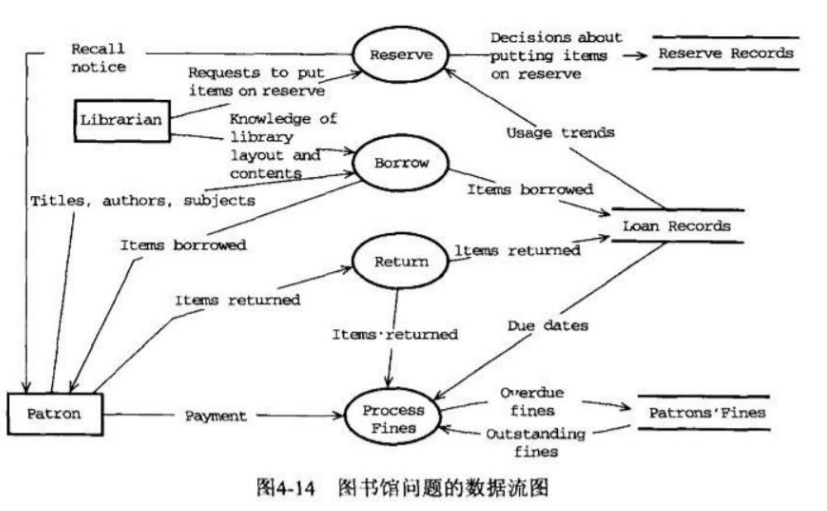 Recall
notice
Reserve
Decisions about
putting items
on reserve
Reserve Records
Requests to put
items on reserve
Librarian
Knowledge of
library
layout and
contents
Usage trends
Borrow
Items borrowed
Titles, authors, subjects
Loan Records
Items borrowed
Return
Items returned
Items returned
Items returned
Due dates
Patron
Payment
Process
Fines
Overdue
fines
Patrons' Fines
Outstanding
fines
图4-14 图书馆问题的数据流图